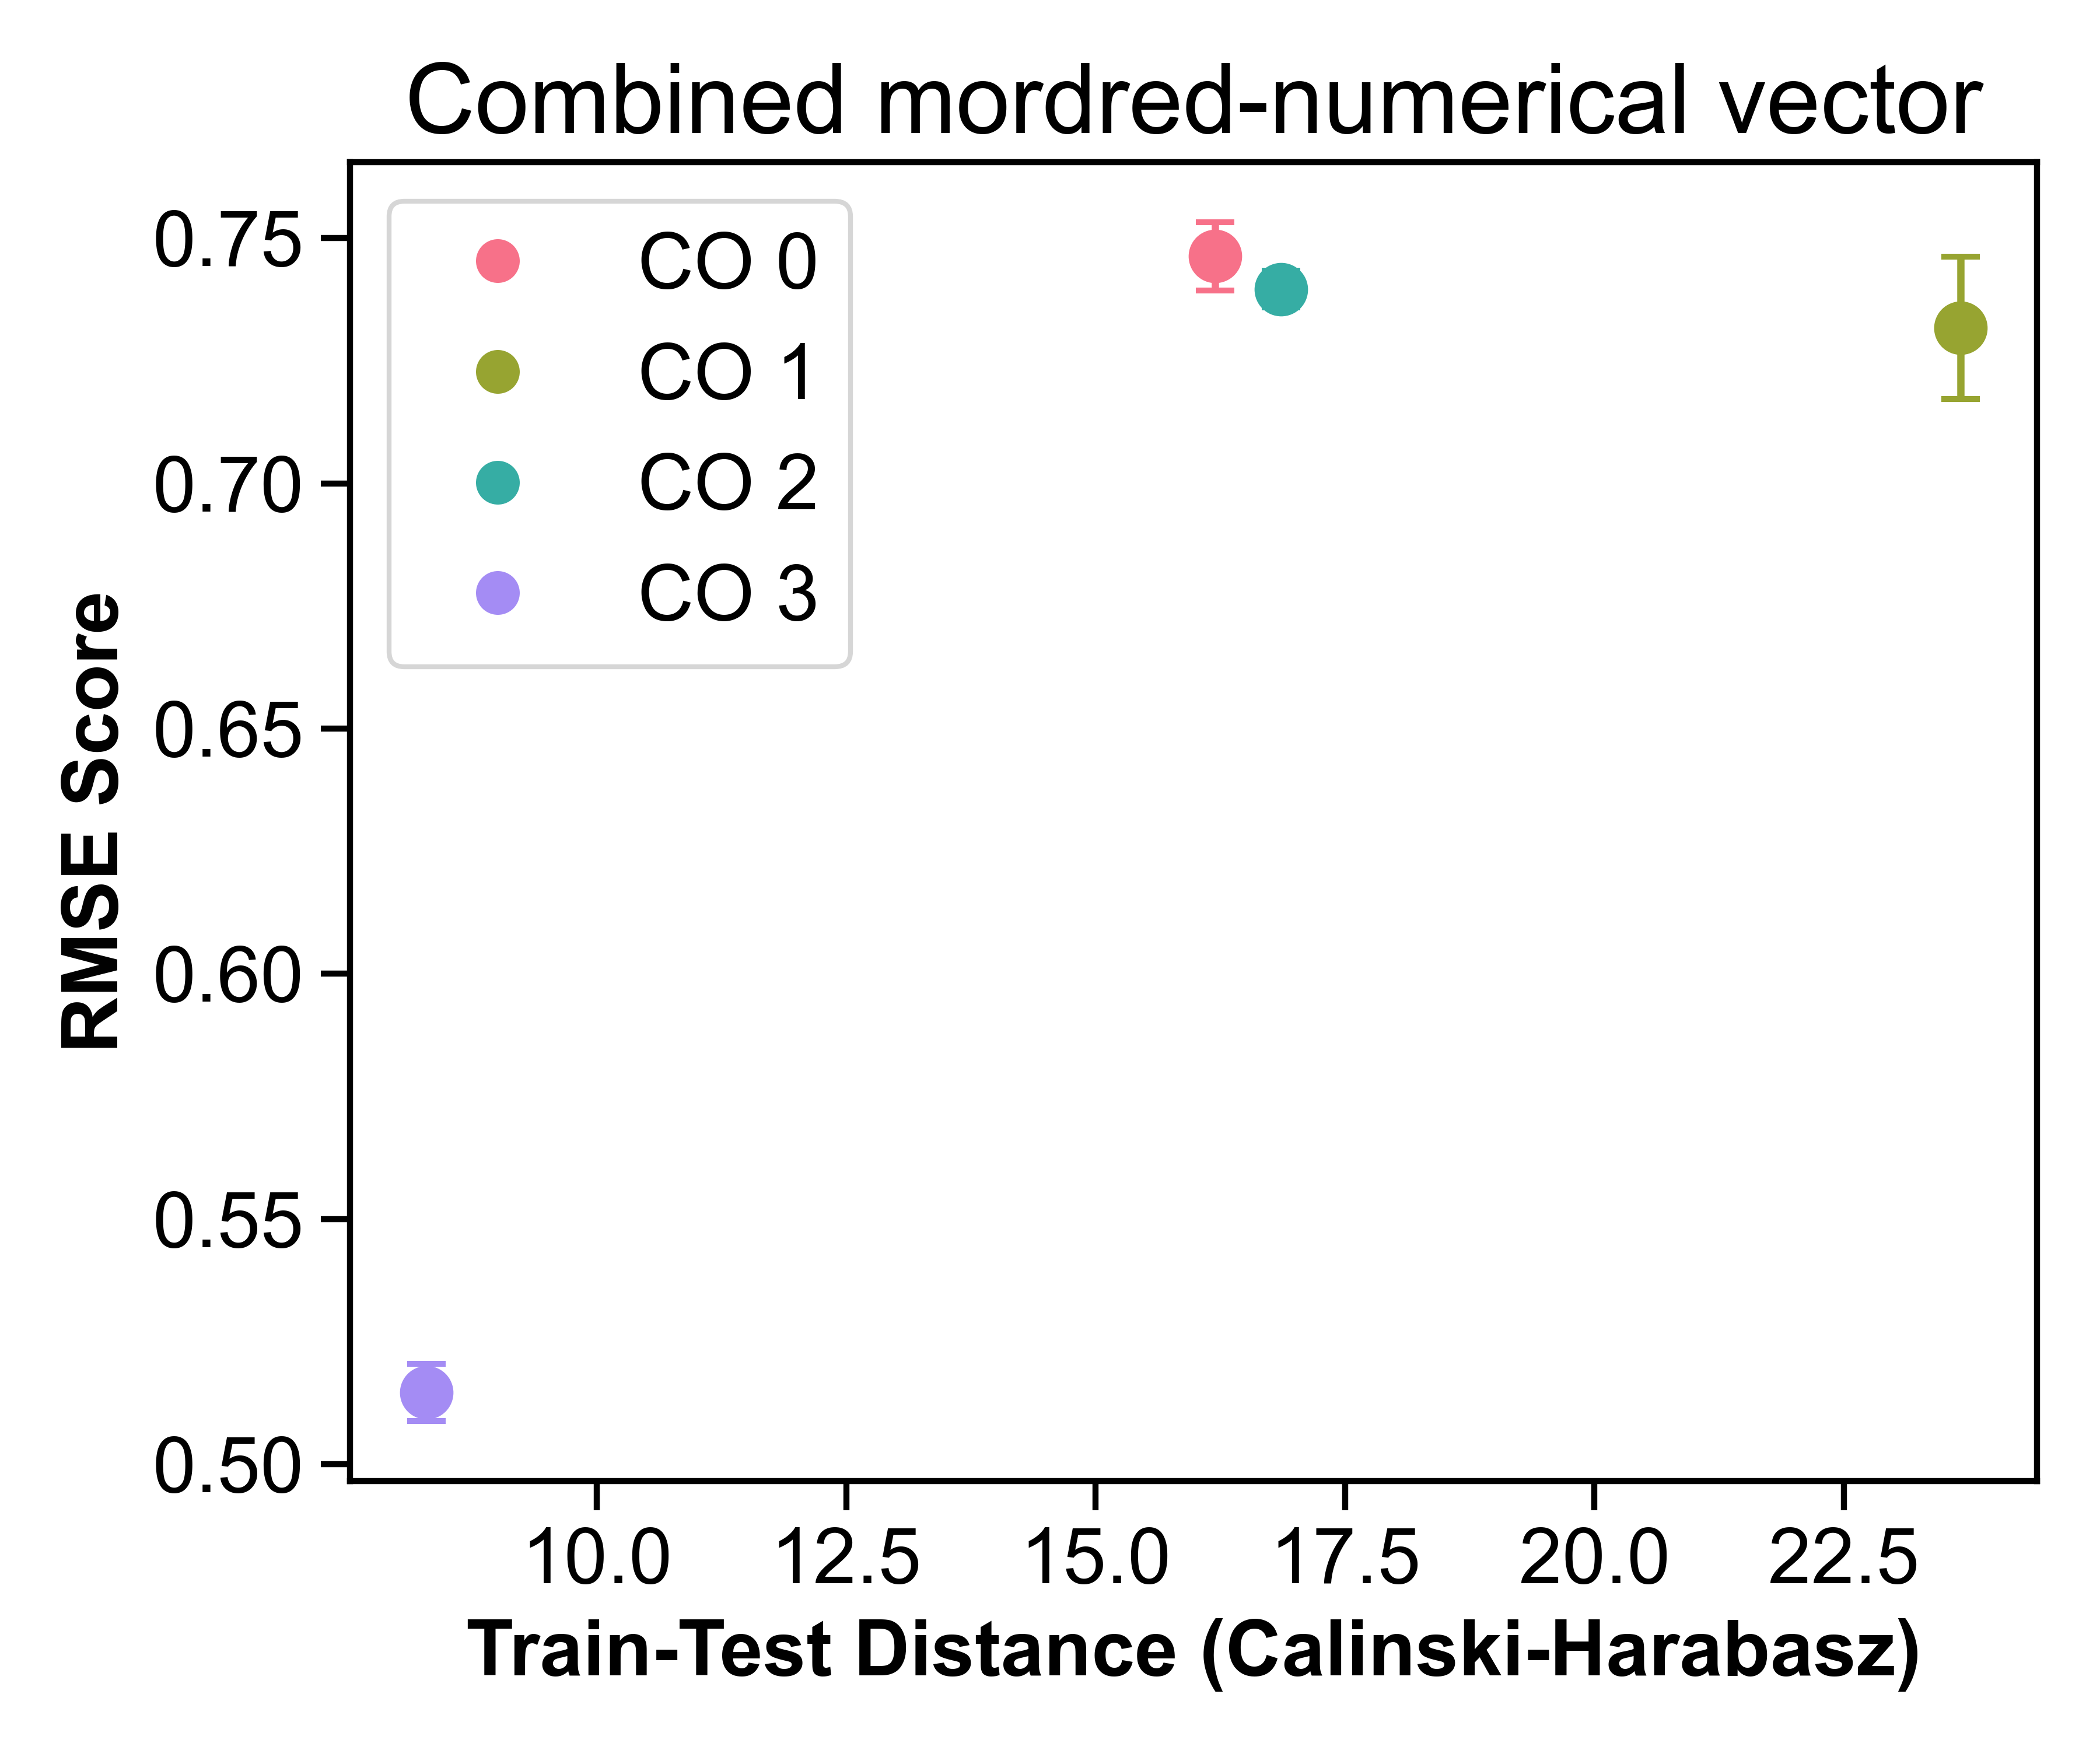 Combined mordred-numerical vector
CO 0
CO 1
CO 2
CO 3
RMSE Score
0.75
0.70
0.65
0.60
0.55
0.50
10.0 12.5 15.0 17.5 20.0 22.5
Train-Test Distance (Calinski-Harabasz)